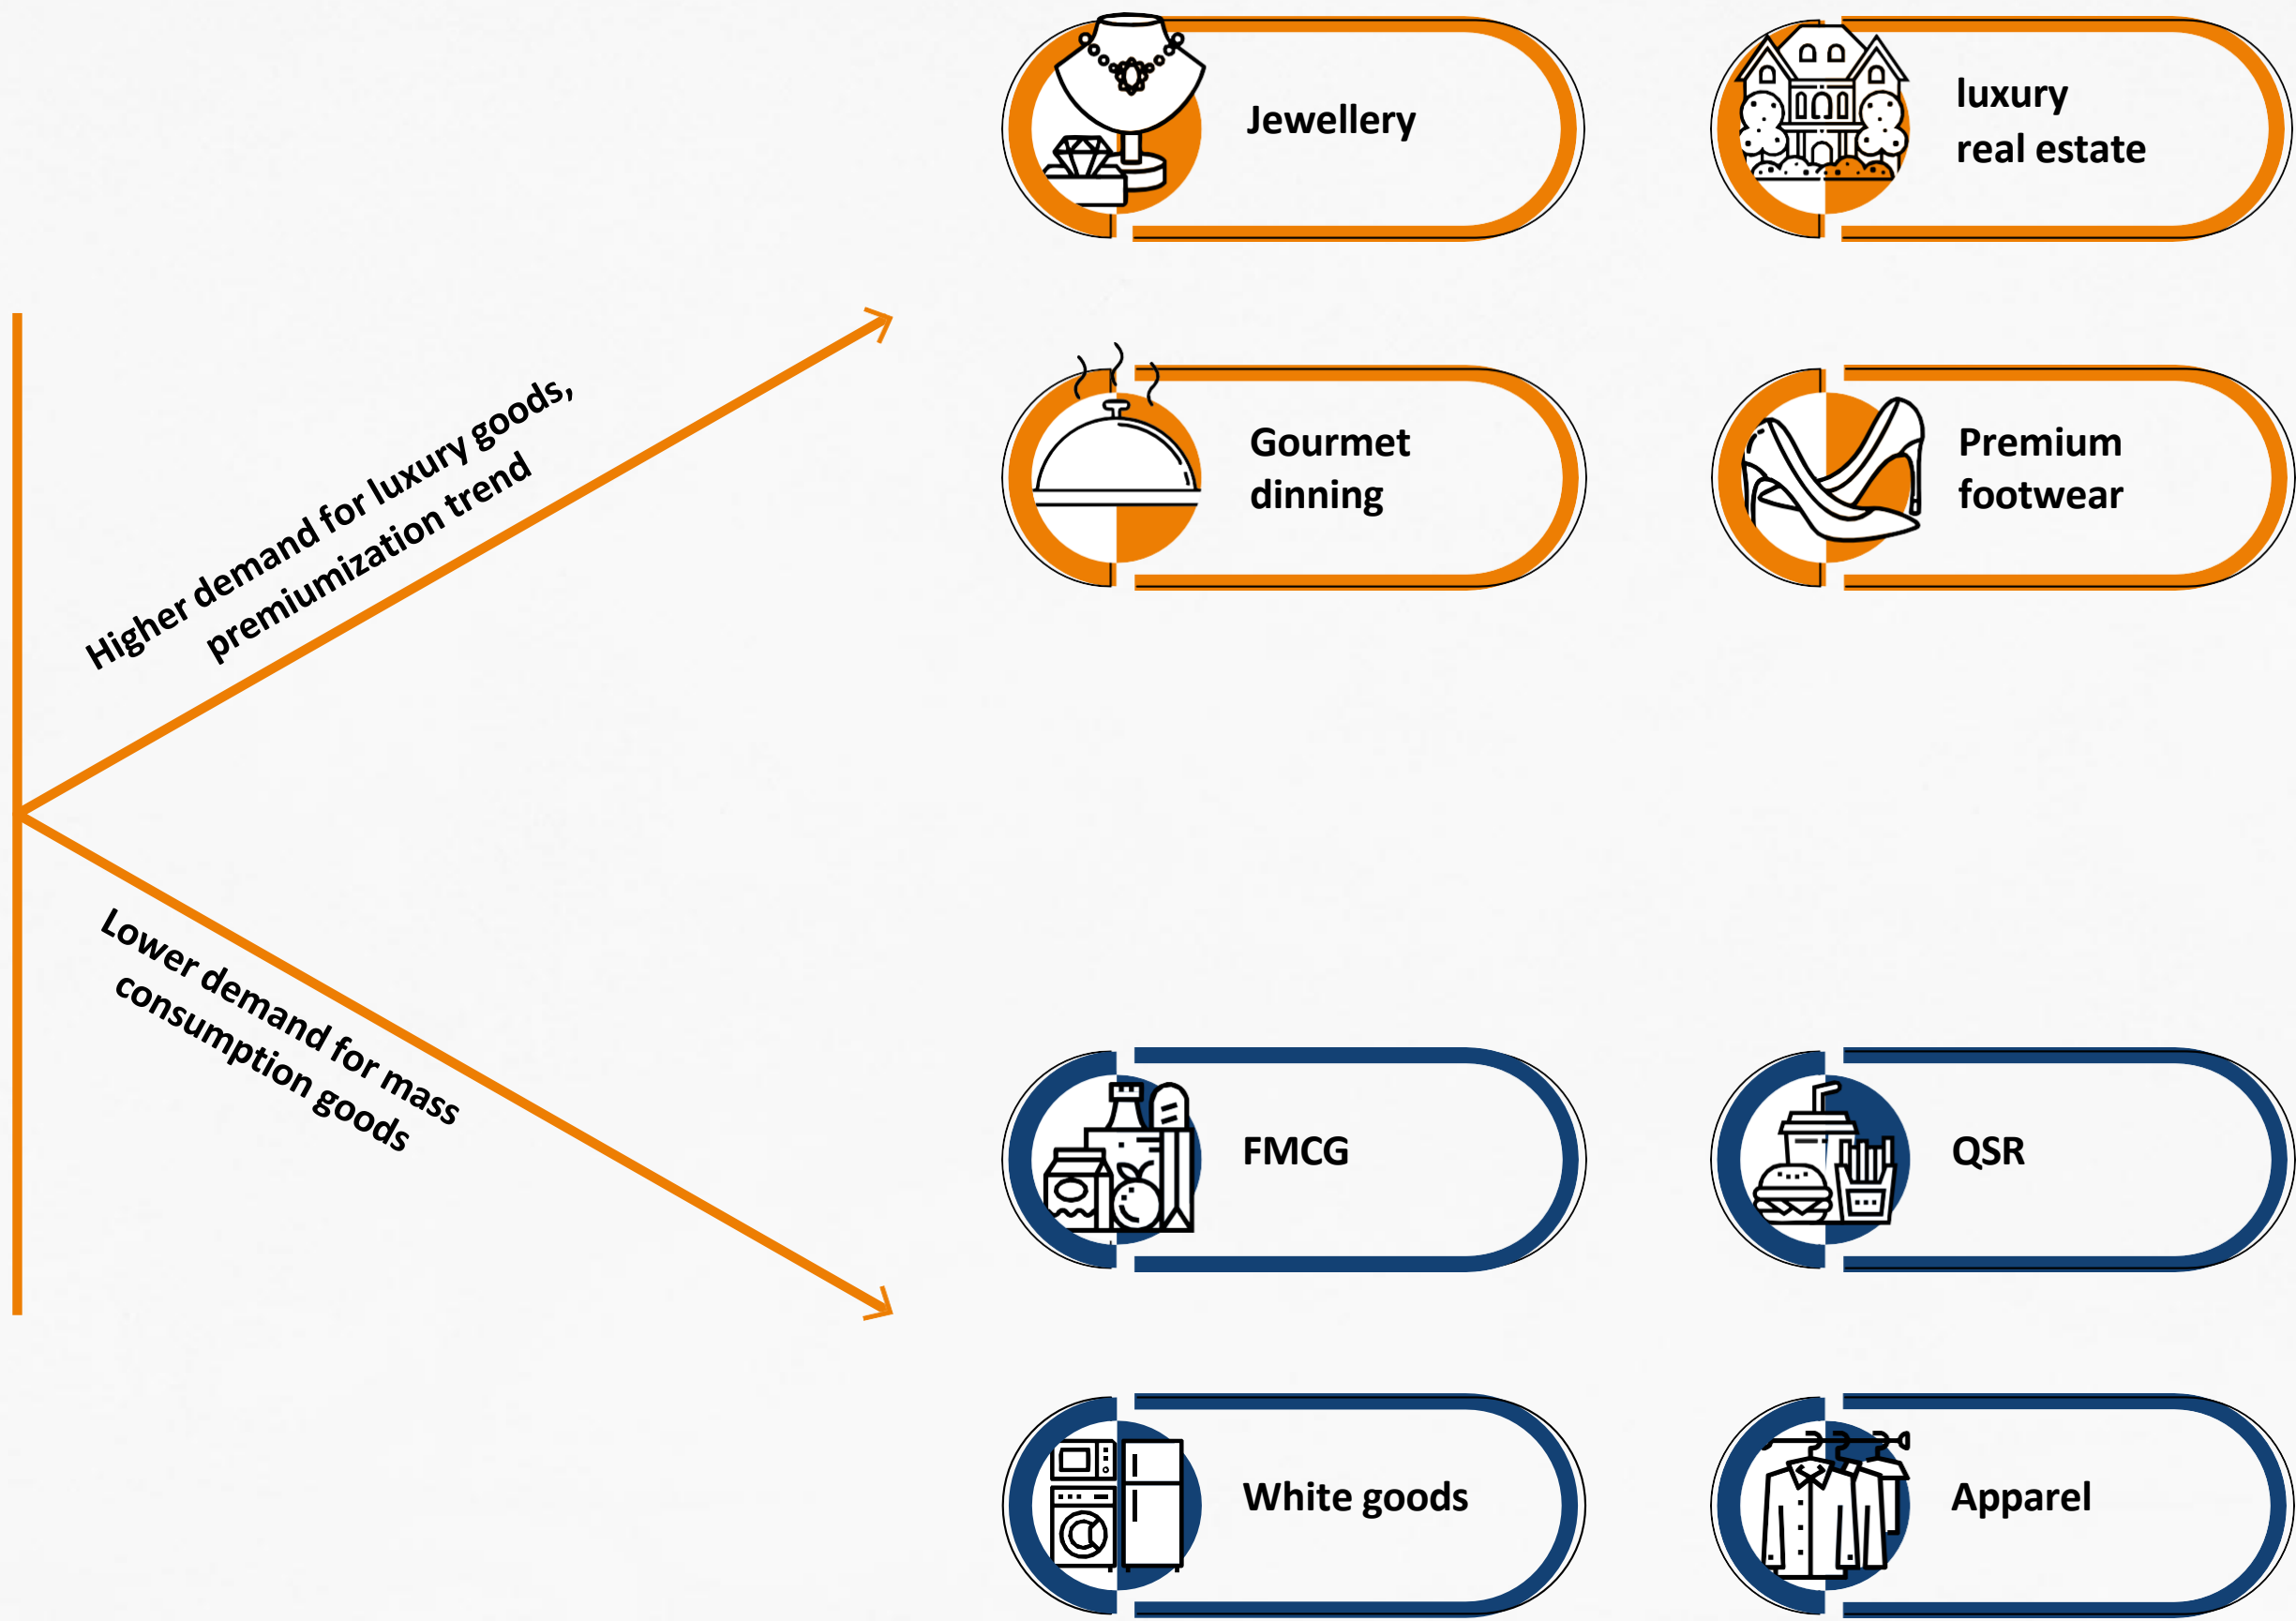 Jewellery
luxury
real estate
Higher demand for luxury goods,
premiumization trend
Gourmet
dinning
Premium
footwear
Lower demand for mass
consumption goods
FMCG
QSR
White goods
Apparel